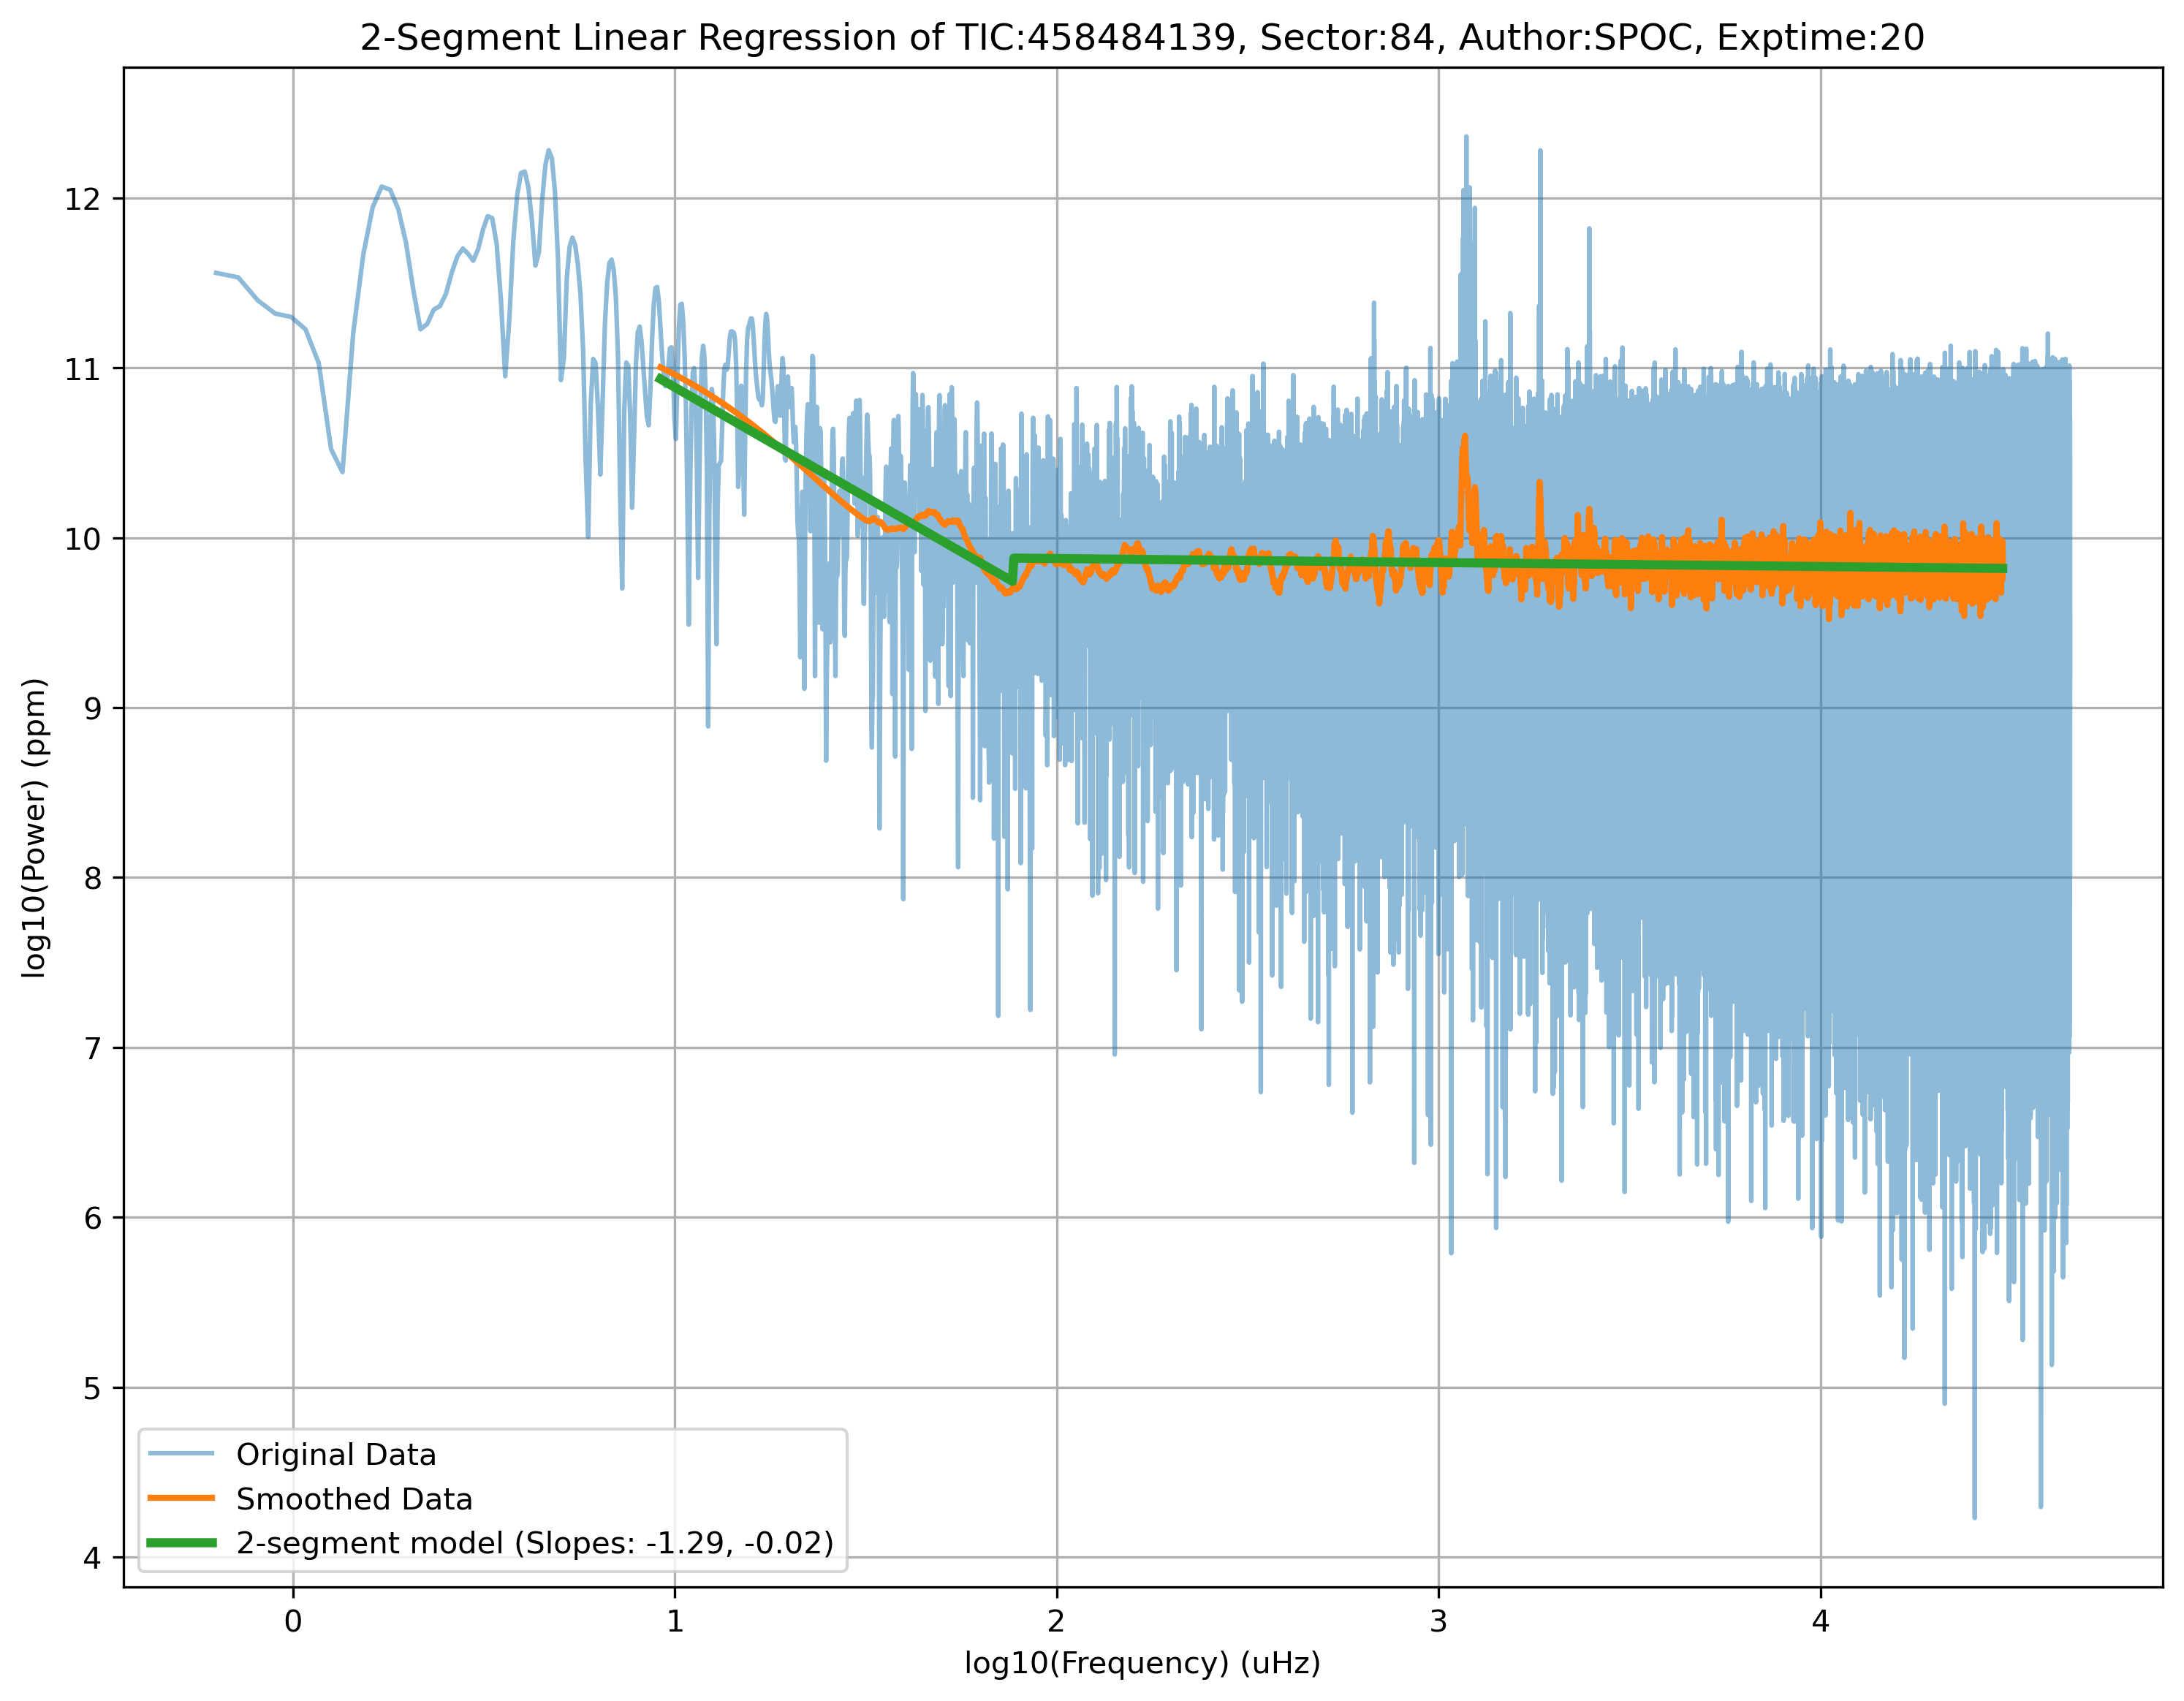 2-Segment Linear Regression of TIC:458484139, Sector:84, Author:SPOC, Exptime:20
log10(Power) (ppm)
12
11
10
9
8
7
6
5
4
Original Data
Smoothed Data
2-segment model (Slopes: -1.29, -0.02)
0 1 2 3 4
log10(Frequency) (uHz)